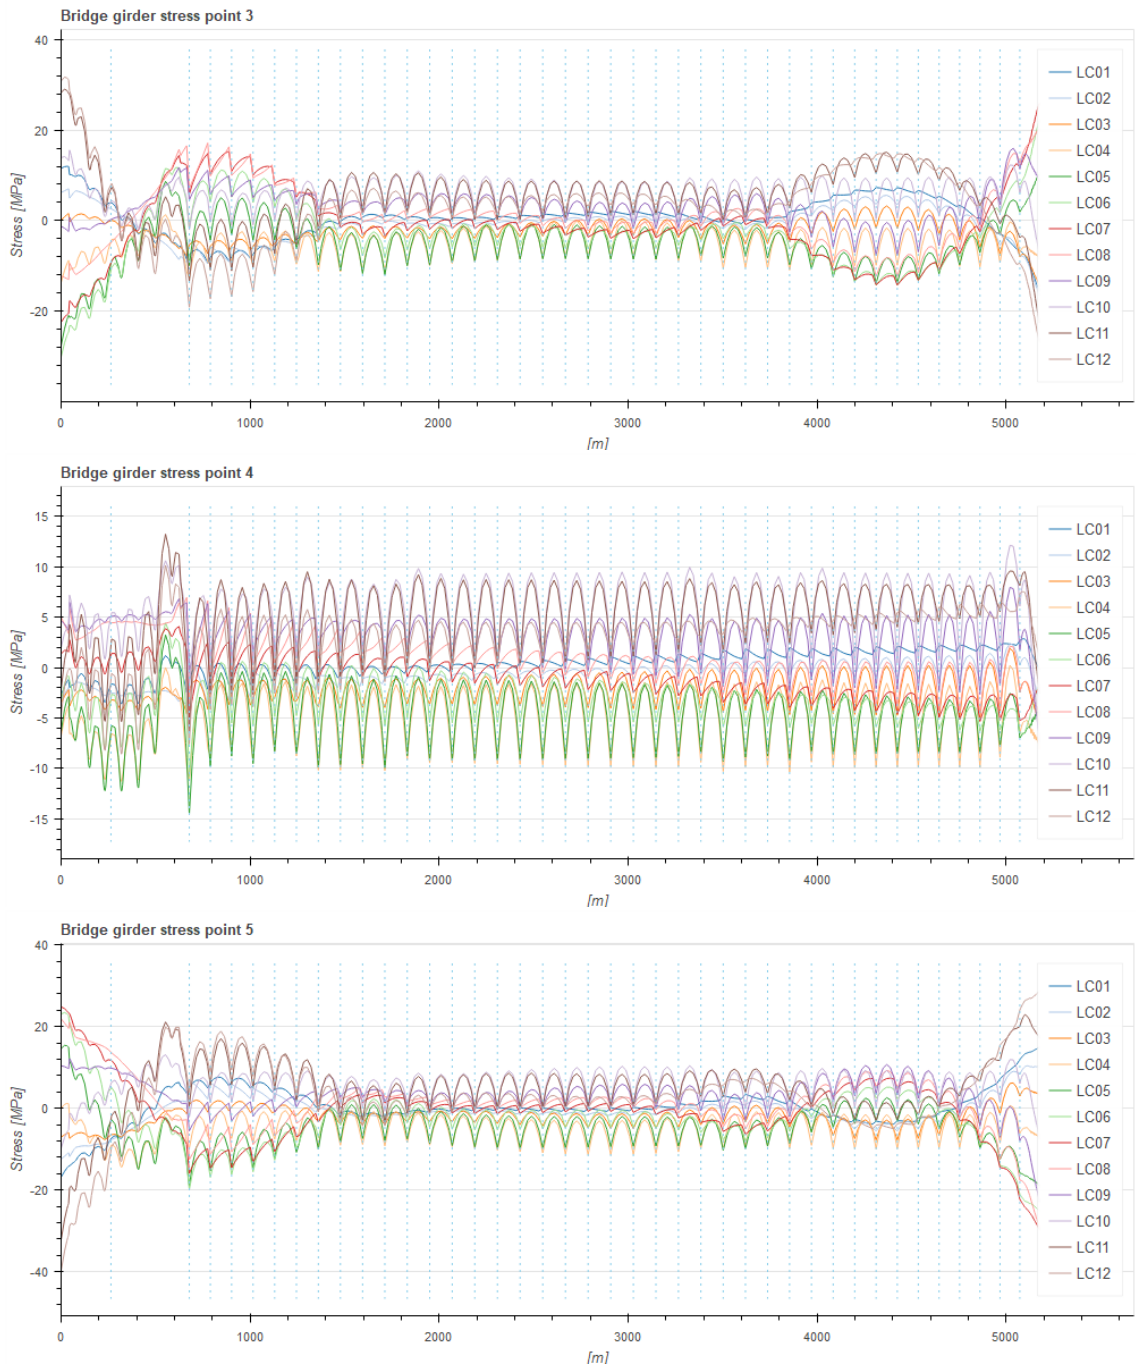 Bridge girder stress point 3
40
20
0
-20
Stress [MPa]
0
1000
2000
3000
4000
5000
[m]
LC01
LC02
LC03
LC04
LC05
LC06
LC07
LC08
LC09
LC10
LC11
LC12
Bridge girder stress point 4
15
10
5
0
-5
-10
-15
Stress [MPa]
0
1000
2000
3000
4000
5000
[m]
LC01
LC02
LC03
LC04
LC05
LC06
LC07
LC08
LC09
LC10
LC11
LC12
Bridge girder stress point 5
40
20
0
-20
-40
Stress [MPa]
0
1000
2000
3000
4000
5000
[m]
LC01
LC02
LC03
LC04
LC05
LC06
LC07
LC08
LC09
LC10
LC11
LC12